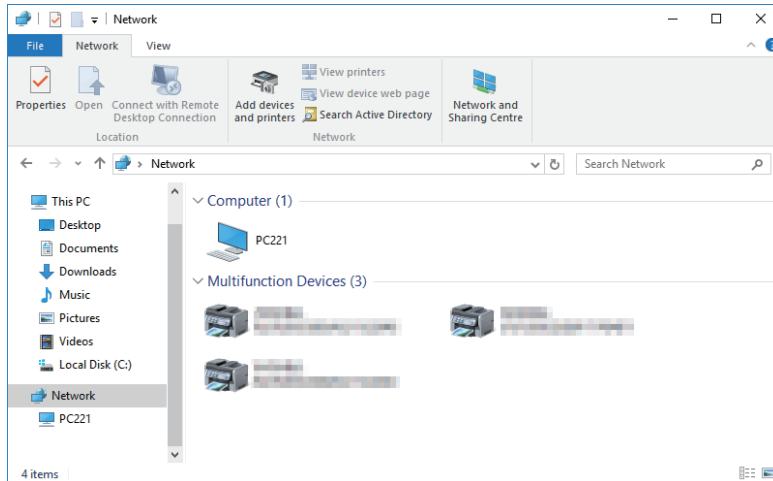 Network
File Network View
Properties
Open
Connect with Remote
Desktop Connection
Location
Add devices
and printers
View printers
View device web page
Search Active Directory
Network
Network and
Sharing Centre
Network
Search Network
This PC
Desktop
Documents
Downloads
Music
Pictures
Videos
Local Disk (C:)
Network
PC221
Computer (1)
PC221
Multifunction Devices (3)
4 items